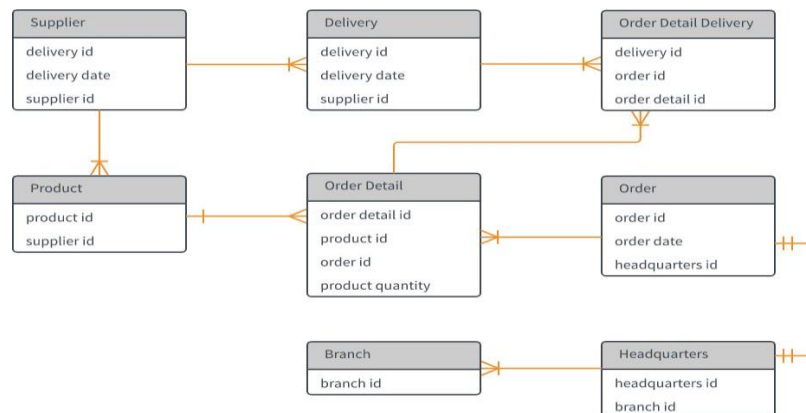 Supplier
delivery id
delivery date
supplier id
Delivery
delivery id
delivery date
supplier id
Order Detail Delivery
delivery id
order id
order detail id
Product
product id
supplier id
Order Detail
order detail id
product id
order id
product quantity
Order
order id
order date
headquarters id
Branch
branch id
Headquarters
headquarters id
branch id